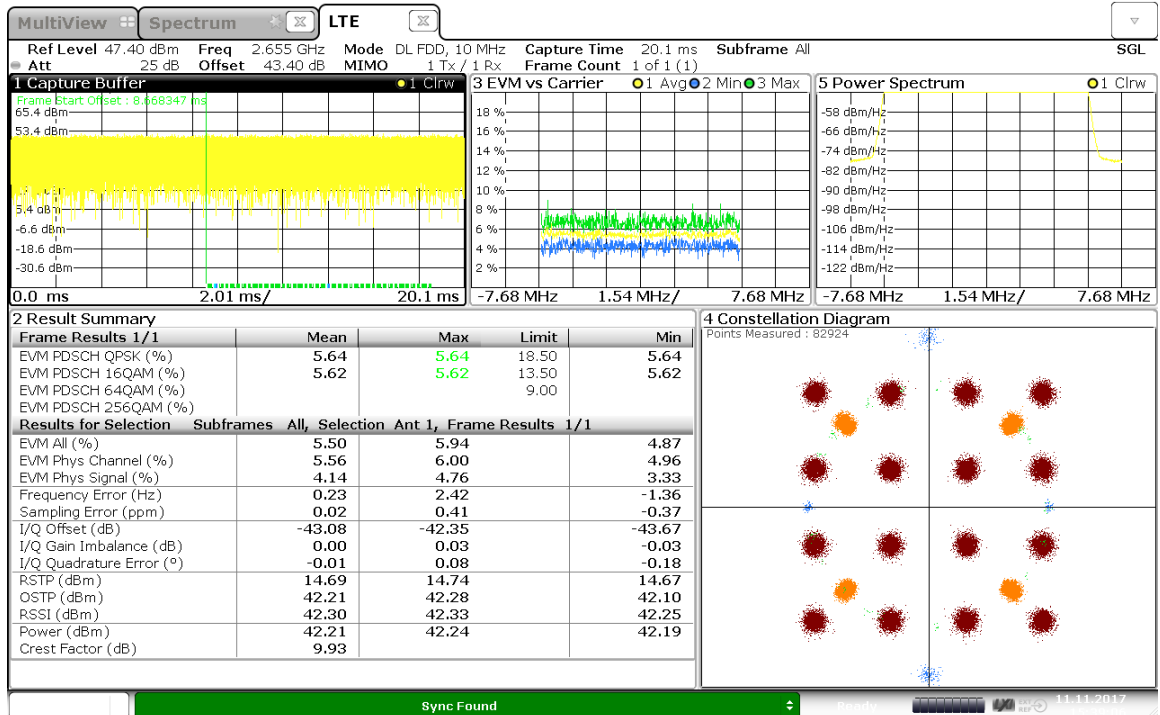 MultiView Spectrum LTE
Ref Level 47.40 dBm Freq 2.655 GHz Mode DL FDD, 10 MHz Capture Time 20.1 ms Subframe All SGL
Att 25 dB Offset 43.40 dB MIMO 1 Tx / 1 Rx Frame Count 1 of 1 (1)
1 Capture Buffer 1 Clrw
Frame Start Offset : 8.668347 ms
65.4 dBm
53.4 dBm
5.4 dBm
-6.6 dBm
-18.6 dBm
-30.6 dBm
0.0 ms 2.01 ms/ 20.1 ms
3 EVM vs Carrier 1 Avg 2 Min 3 Max
18 %
16 %
14 %
12 %
10 %
8 %
6 %
4 %
2 %
-7.68 MHz 1.54 MHz/ 7.68 MHz
5 Power Spectrum 1 Clrw
-58 dBm/Hz
-66 dBm/Hz
-74 dBm/Hz
-82 dBm/Hz
-90 dBm/Hz
-98 dBm/Hz
-106 dBm/Hz
-114 dBm/Hz
-122 dBm/Hz
-7.68 MHz 1.54 MHz/ 7.68 MHz
2 Result Summary
Frame Results 1/1 Mean Max Limit Min
EVM PDSCH QPSK (%) 5.64 5.64 18.50 5.64
EVM PDSCH 16QAM (%) 5.62 5.62 13.50 5.62
EVM PDSCH 64QAM (%) 9.00
EVM PDSCH 256QAM (%)
Results for Selection Subframes All, Selection Ant 1, Frame Results 1/1
EVM All (%) 5.50 5.94 4.87
EVM Phys Channel (%) 5.56 6.00 4.96
EVM Phys Signal (%) 4.14 4.76 3.33
Frequency Error (Hz) 0.23 2.42 -1.36
Sampling Error (ppm) 0.02 0.41 -0.37
I/Q Offset (dB) -43.08 -42.35 -43.67
I/Q Gain Imbalance (dB) 0.00 0.03 -0.03
I/Q Quadrature Error (°) -0.01 0.08 -0.18
RSTP (dBm) 14.69 14.74 14.67
OSTP (dBm) 42.21 42.28 42.10
RSSI (dBm) 42.30 42.33 42.25
Power (dBm) 42.21 42.24 42.19
Crest Factor (dB) 9.93
4 Constellation Diagram
Points Measured : 82924
Sync Found
Ready
LXI
11.11.2017